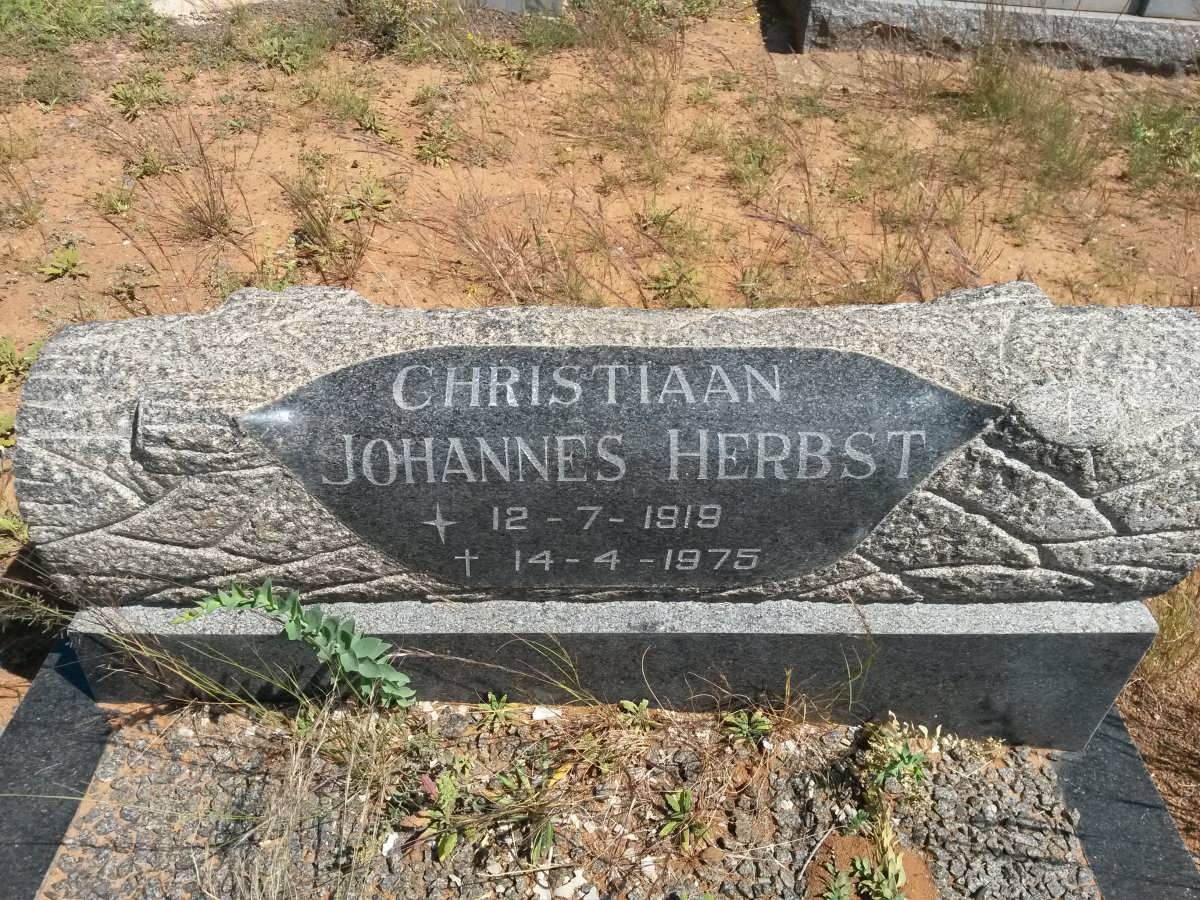 CHRISTIAAN
JOHANNES HERBST
12-7-1919
† 14-4-1975